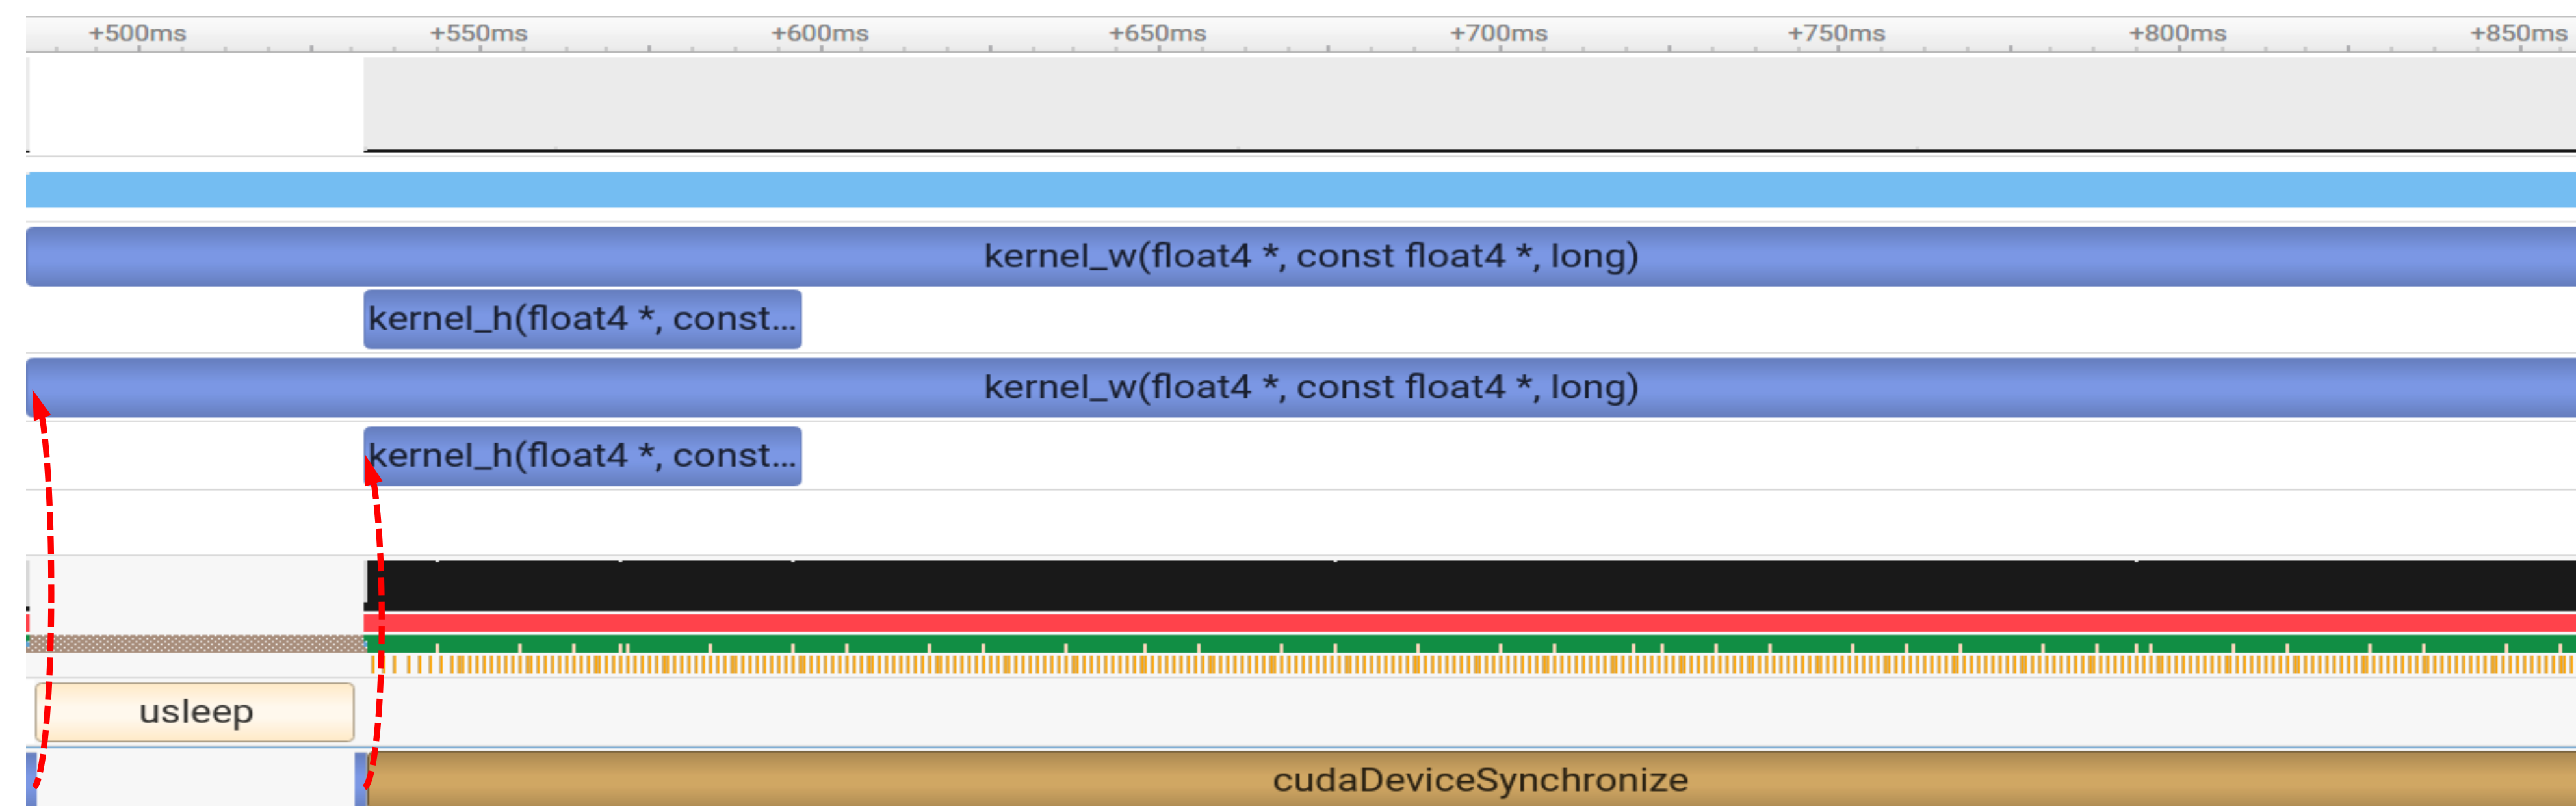 +500ms +550ms +600ms +650ms +700ms +750ms +800ms +850ms
kernel_w(float4 *, const float4 *, long)
kernel_h(float4 *, const...
kernel_w(float4 *, const float4 *, long)
kernel_h(float4 *, const...
usleep
cudaDeviceSynchronize